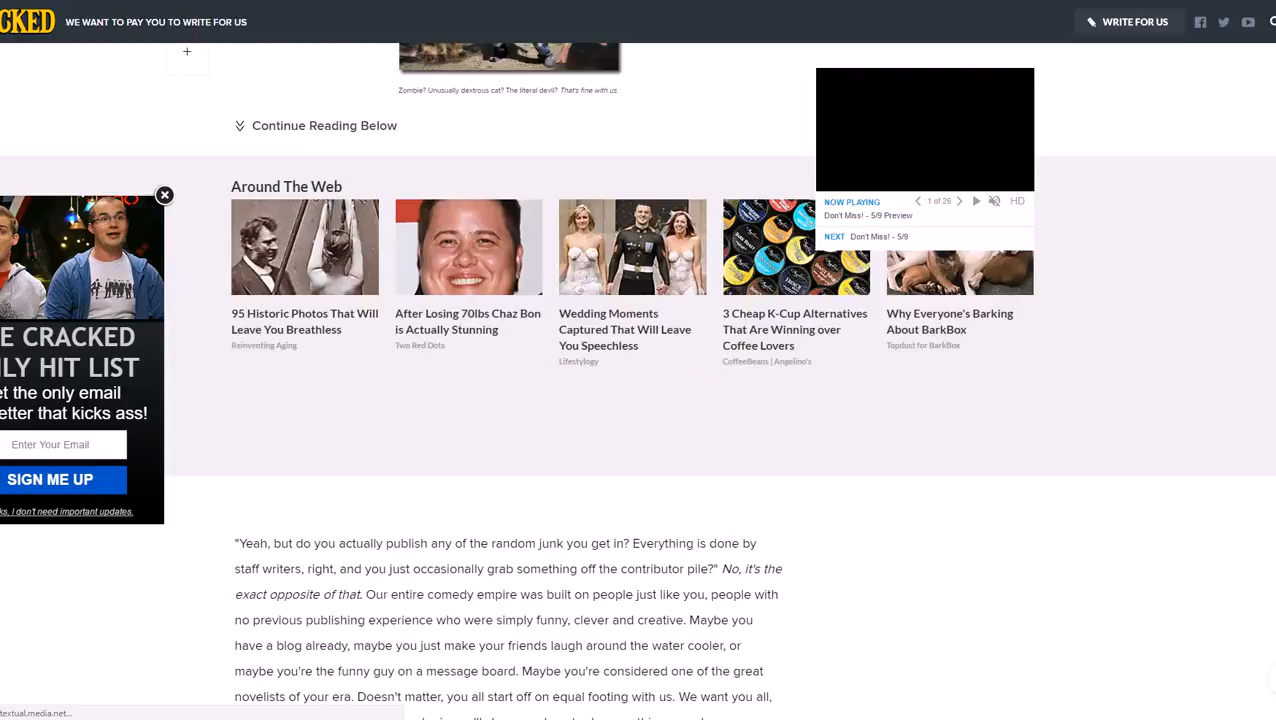 CKED WE WANT TO PAY YOU TO WRITE FOR US WRITE FOR US
+
Zombie? Unusually dextrous cat? The literal devil? That's fine with us.
Continue Reading Below
NOW PLAYING 1 of 26 HD
Don't Miss! - 5/9 Preview
NEXT Don't Miss! - 5/9
Around The Web
95 Historic Photos That Will
Leave You Breathless
Reinventing Aging
After Losing 70lbs Chaz Bon
is Actually Stunning
Two Red Dots
Wedding Moments
Captured That Will Leave
You Speechless
Lifestylogy
3 Cheap K-Cup Alternatives
That Are Winning over
Coffee Lovers
CoffeeBeans | Angelino's
Why Everyone's Barking
About BarkBox
Topdust for BarkBox
E CRACKED
LY HIT LIST
et the only email
etter that kicks ass!
Enter Your Email
SIGN ME UP
ks, I don't need important updates.
"Yeah, but do you actually publish any of the random junk you get in? Everything is done by
staff writers, right, and you just occasionally grab something off the contributor pile?" No, it's the
exact opposite of that. Our entire comedy empire was built on people just like you, people with
no previous publishing experience who were simply funny, clever and creative. Maybe you
have a blog already, maybe you just make your friends laugh around the water cooler, or
maybe you're the funny guy on a message board. Maybe you're considered one of the great
novelists of your era. Doesn't matter, you all start off on equal footing with us. We want you all,
textual.media.net...